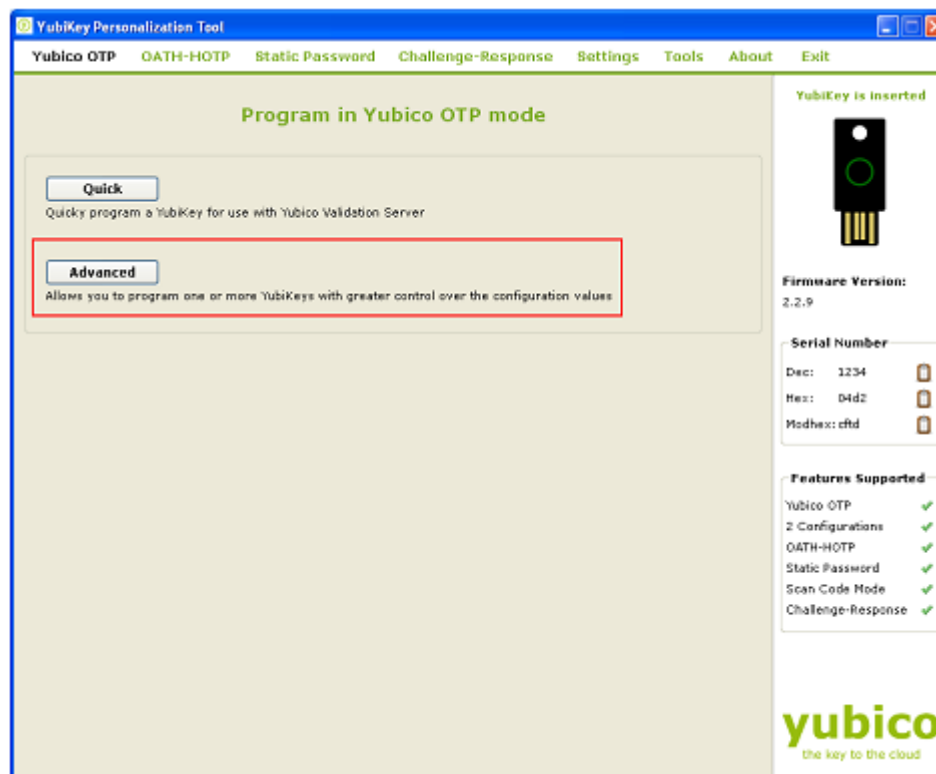 YubiKey Personalization Tool
Yubico OTP OATH-HOTP Static Password Challenge-Response Settings Tools About Exit
Program in Yubico OTP mode
Quick
Quicky program a YubiKey for use with Yubico Validation Server
Advanced
Allows you to program one or more YubiKeys with greater control over the configuration values
YubiKey is inserted
Firmware Version:
2.2.9
Serial Number
Dec: 1234
Hex: 04d2
Modhex: cftd
Features Supported
Yubico OTP
2 Configurations
OATH-HOTP
Static Password
Scan Code Mode
Challenge-Response
yubico
the key to the cloud